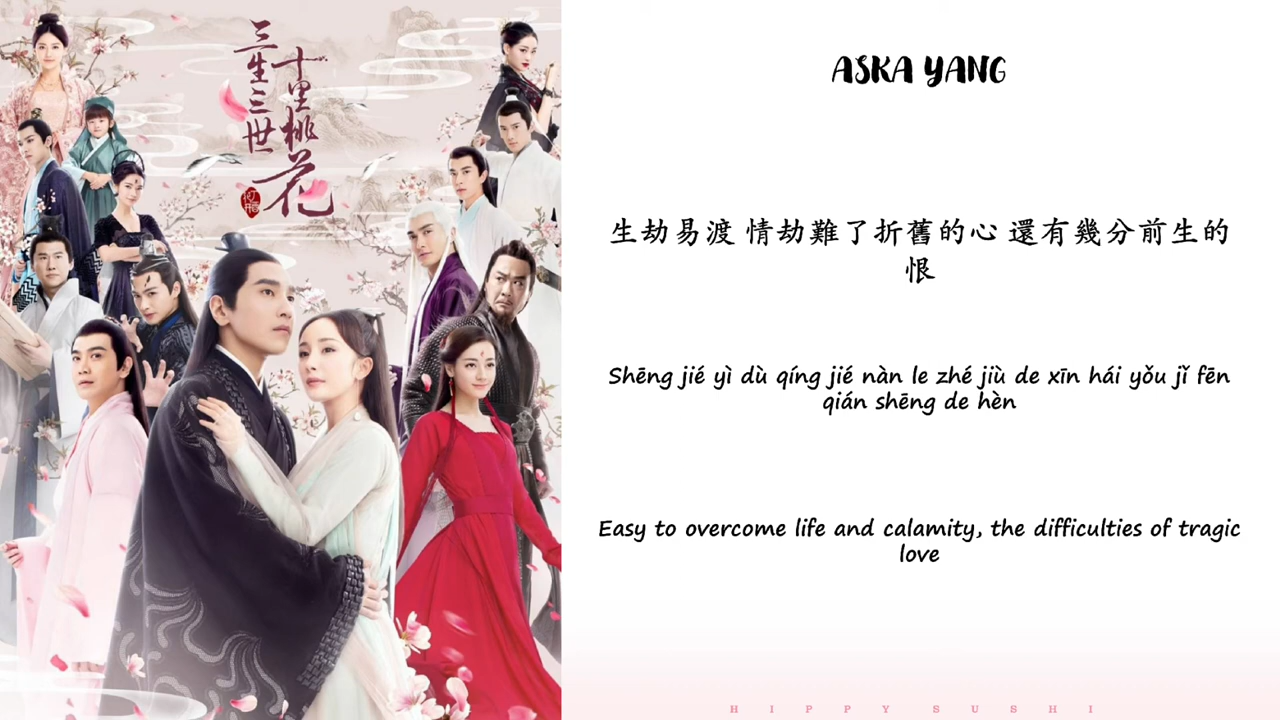 三生三世
十里桃花
ASKA YANG
生劫易渡 情劫難了折舊的心 還有幾分前生的
恨
Shēng jié yì dù qíng jié nàn le zhé jiù de xīn hái yǒu jǐ fēn
qián shēng de hèn
Easy to overcome life and calamity, the difficulties of tragic
love
HIPPY SUSHI